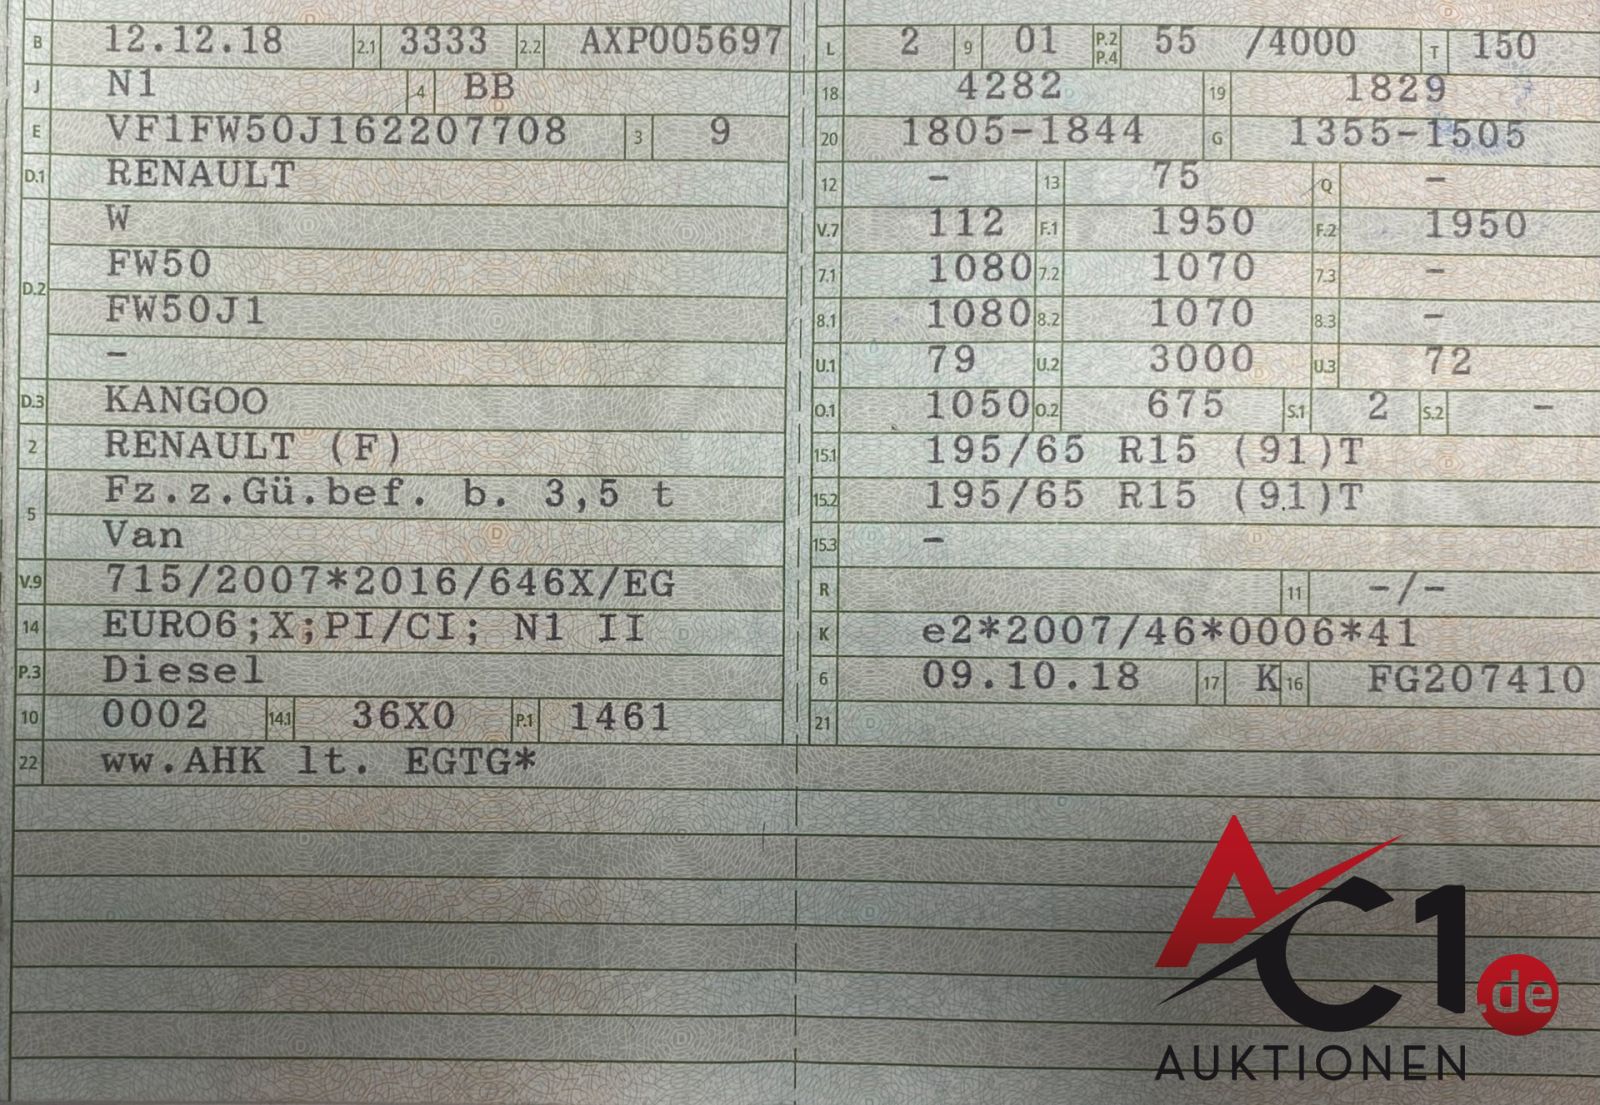 B 12.12.18 2.1 3333 2.2 AXP005697
J N1 4 BB
E VF1FW50J162207708 3 9
D.1 RENAULT
W
D.2 FW50
FW50J1
–
D.3 KANGOO
2 RENAULT (F)
5 Fz.z.Gü.bef. b. 3,5 t
Van
V.9 715/2007*2016/646X/EG
14 EURO6;X;PI/CI; N1 II
P.3 Diesel
10 0002 14.1 36X0 P.1 1461
22 ww.AHK lt. EGTG*
L 2 9 01 P.2 P.4 55 /4000 T 150
18 4282 19 1829
20 1805-1844 G 1355-1505
12 – 13 75 Q –
V.7 112 F.1 1950 F.2 1950
7.1 1080 7.2 1070 7.3 –
8.1 1080 8.2 1070 8.3 –
U.1 79 U.2 3000 U.3 72
O.1 1050 O.2 675 S.1 2 S.2 –
15.1 195/65 R15 (91)T
15.2 195/65 R15 (91)T
15.3 –
R 11 –/–
K e2*2007/46*0006*41
6 09.10.18 17 K 16 FG207410
21
AC1.de
AUKTIONEN